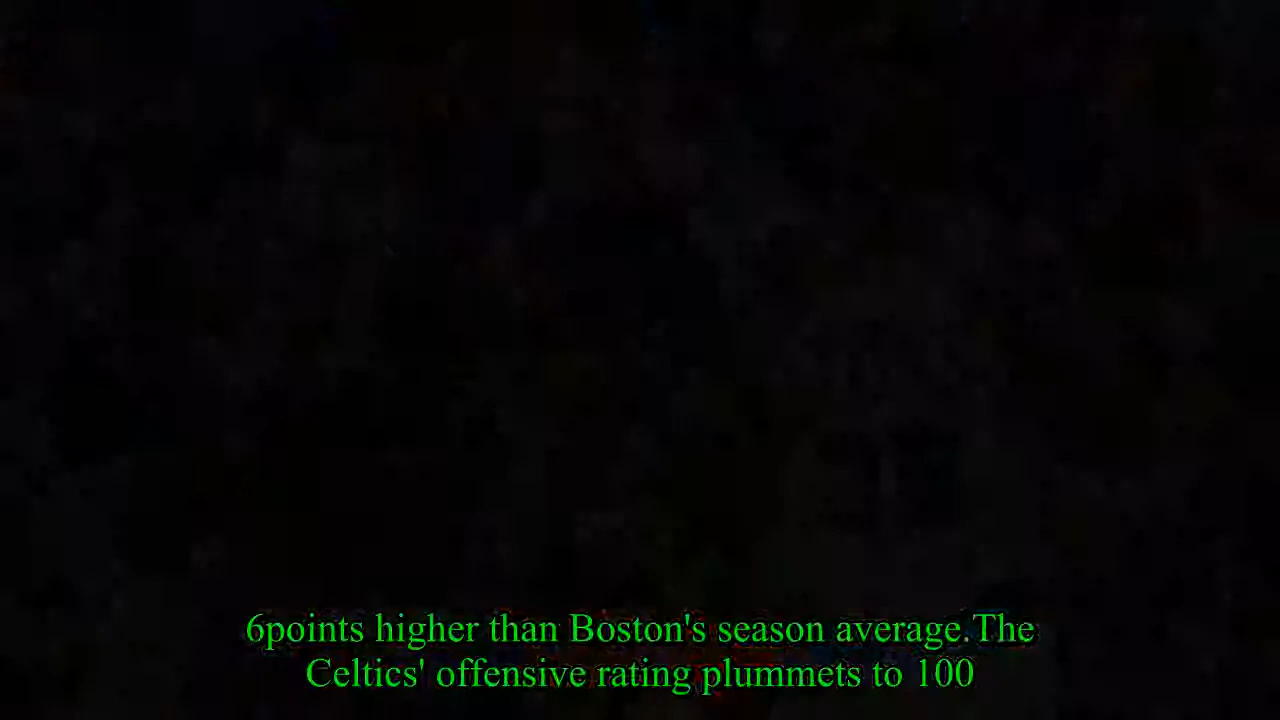 6points higher than Boston's season average.The
Celtics' offensive rating plummets to 100